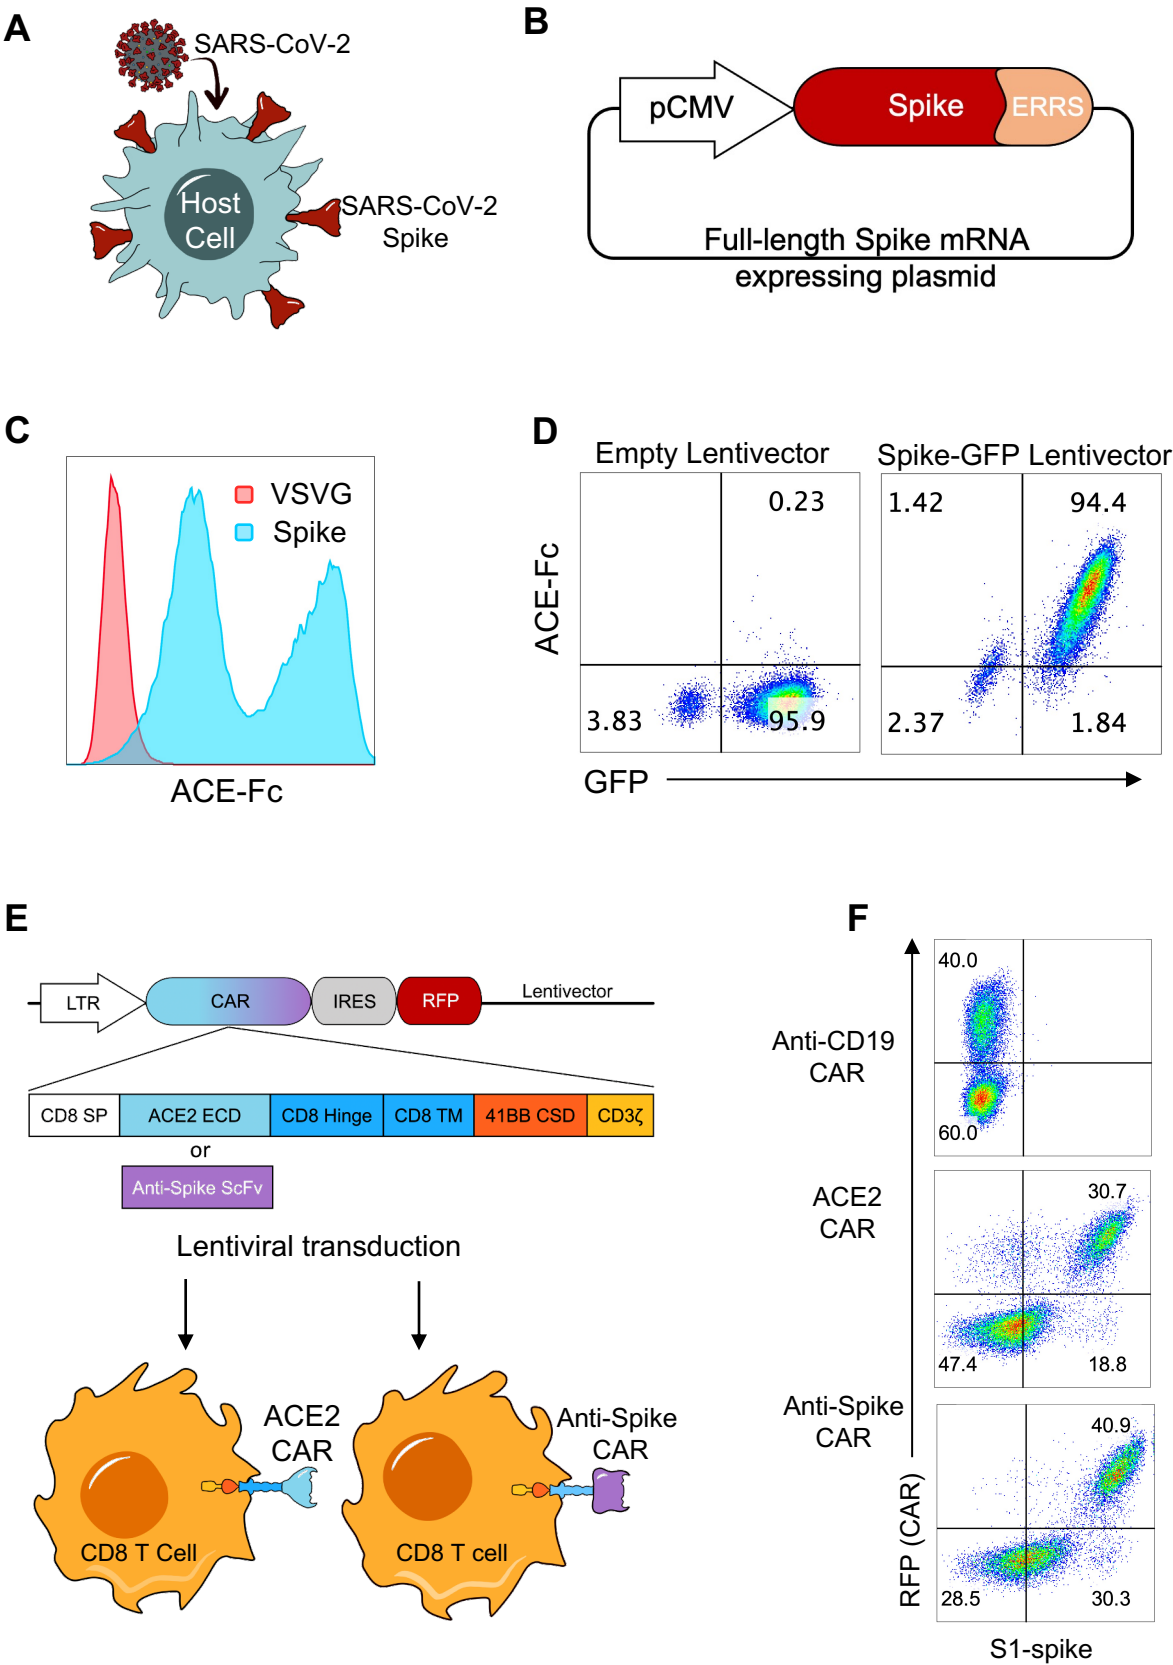 A
SARS-CoV-2
Host
Cell
SARS-CoV-2
Spike
B
pCMV
Spike
ERRS
Full-length Spike mRNA
expressing plasmid
C
VSVG
Spike
ACE-Fc
D
Empty Lentivector
Spike-GFP Lentivector
ACE-Fc
0.23
3.83
95.9
1.42
94.4
2.37
1.84
GFP
E
LTR
CAR
IRES
RFP
Lentivector
CD8 SP
ACE2 ECD
CD8 Hinge
CD8 TM
41BB CSD
CD3ζ
or
Anti-Spike ScFv
Lentiviral transduction
ACE2
CAR
CD8 T Cell
Anti-Spike
CAR
CD8 T cell
F
Anti-CD19
CAR
40.0
60.0
ACE2
CAR
30.7
47.4
18.8
Anti-Spike
CAR
40.9
28.5
30.3
RFP (CAR)
S1-spike